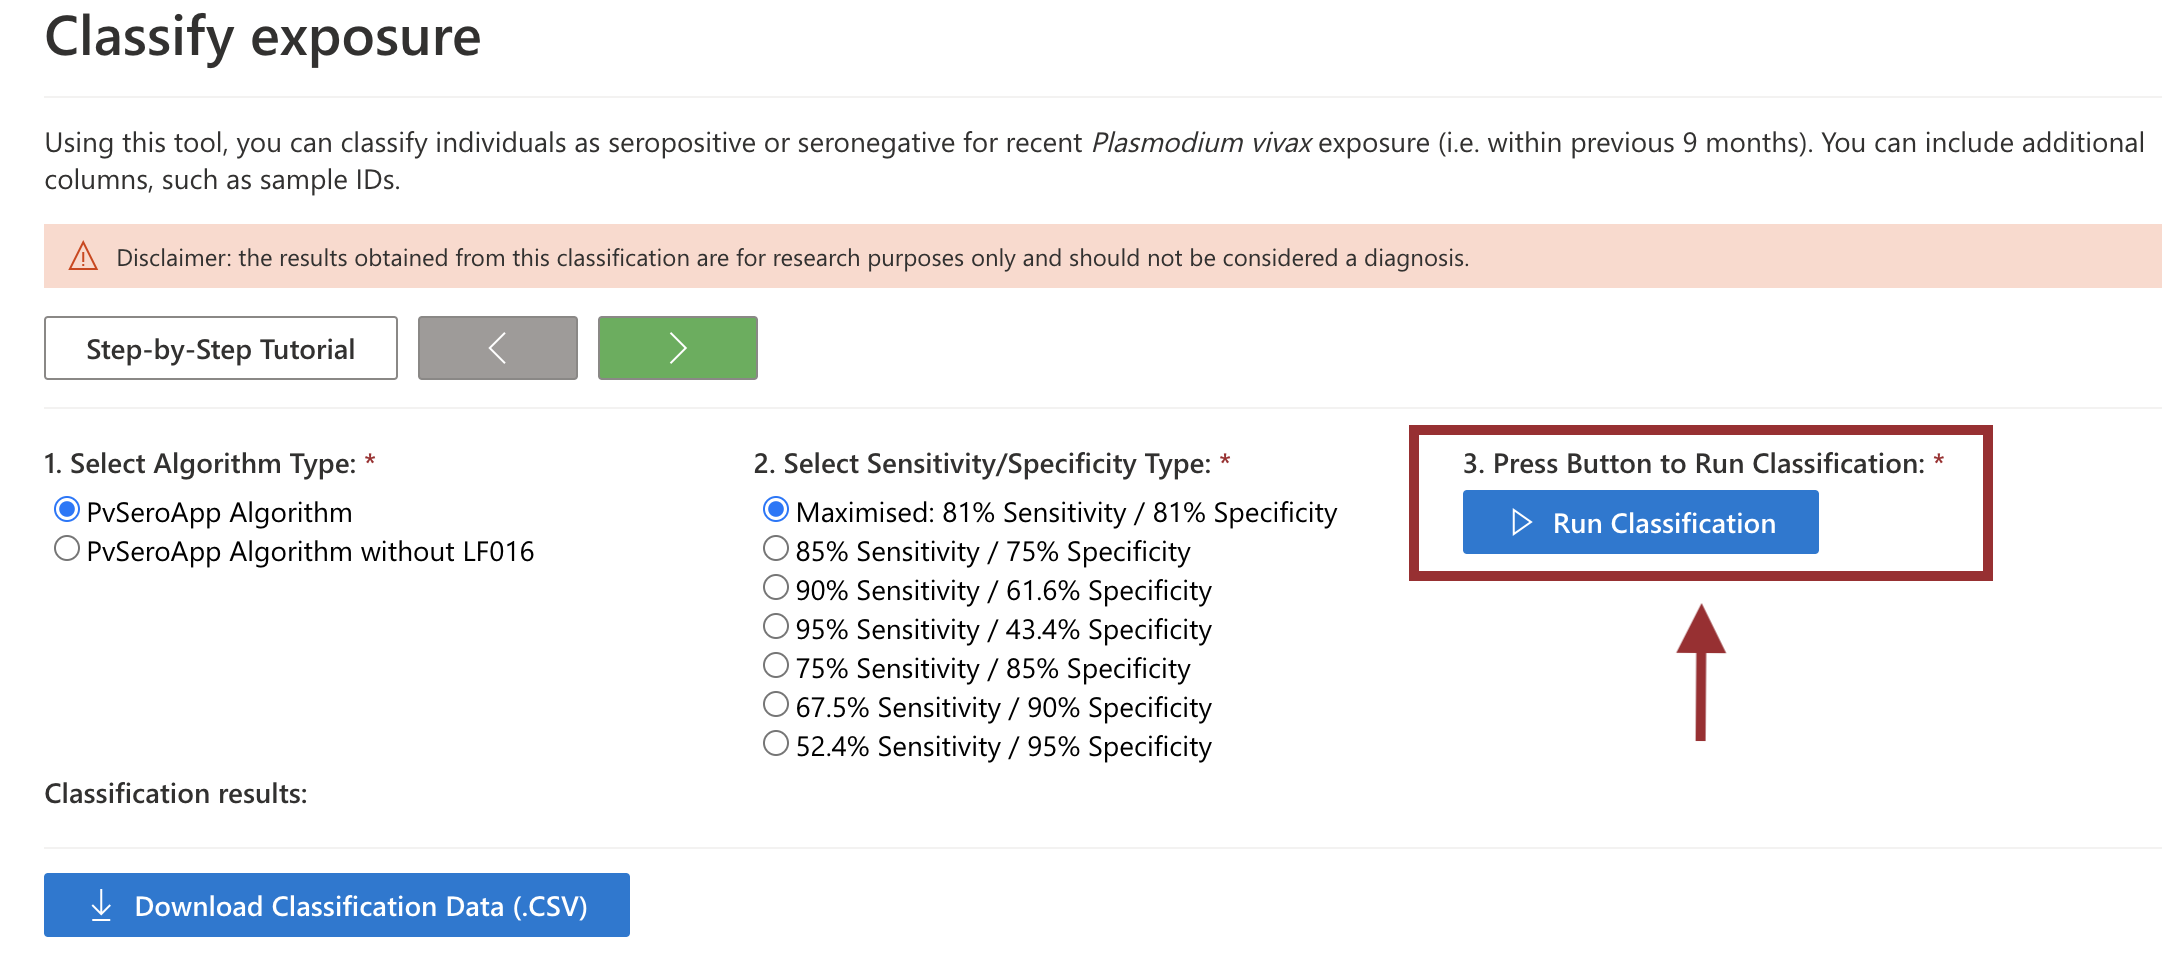 Classify exposure
Using this tool, you can classify individuals as seropositive or seronegative for recent Plasmodium vivax exposure (i.e. within previous 9 months). You can include additional
columns, such as sample IDs.
Disclaimer: the results obtained from this classification are for research purposes only and should not be considered a diagnosis.
Step-by-Step Tutorial
1. Select Algorithm Type: *
PvSeroApp Algorithm
PvSeroApp Algorithm without LF016
2. Select Sensitivity/Specificity Type: *
Maximised: 81% Sensitivity / 81% Specificity
85% Sensitivity / 75% Specificity
90% Sensitivity / 61.6% Specificity
95% Sensitivity / 43.4% Specificity
75% Sensitivity / 85% Specificity
67.5% Sensitivity / 90% Specificity
52.4% Sensitivity / 95% Specificity
3. Press Button to Run Classification: *
Run Classification
Classification results:
Download Classification Data (.CSV)